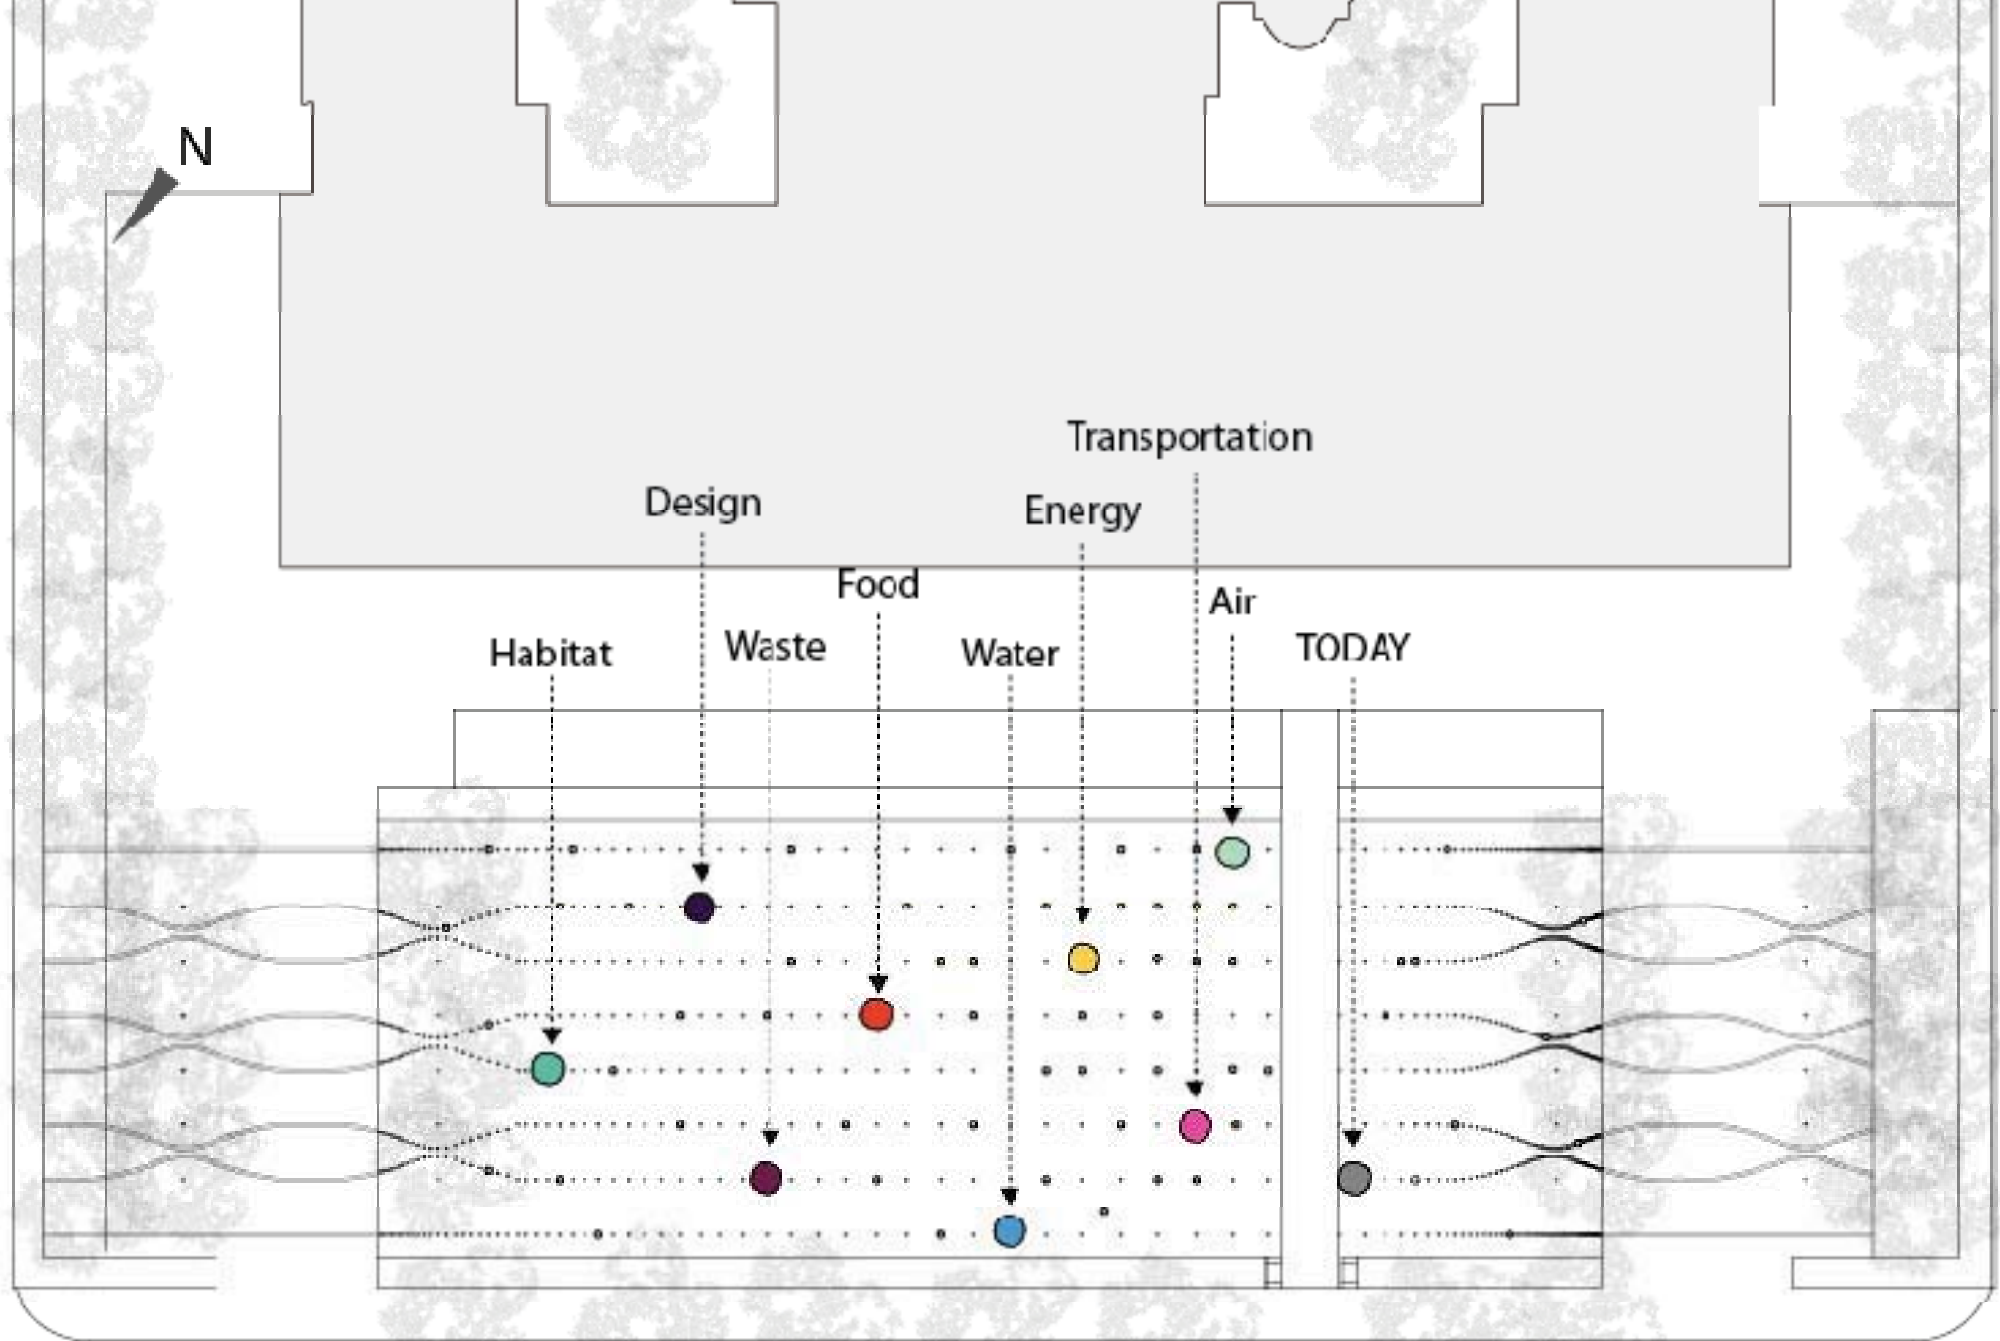 N
Transportation
Design
Energy
Food
Air
Habitat
Waste
Water
TODAY